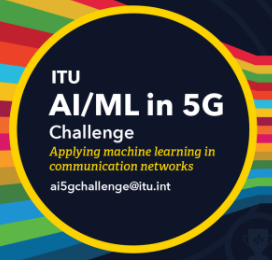 ITU
AI/ML in 5G
Challenge
Applying machine learning in
communication networks
ai5gchallenge@itu.int